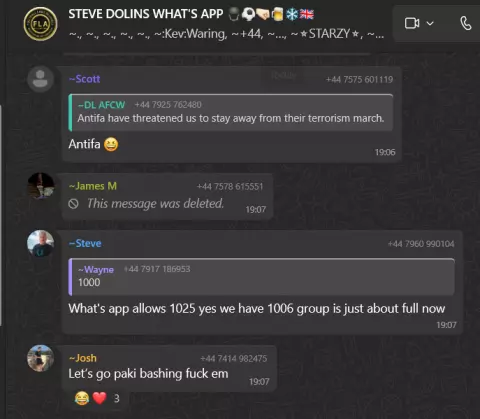 STEVE DOLINS WHAT'S APP
~., ~., ~., ~., ~., ~:Kev:Waring, ~+44, ~..., ~★STARZY★, ~...
FLA
Today
~Scott +44 7575 601119
~DL AFCW +44 7925 762480
Antifa have threatened us to stay away from their terrorism march.
Antifa 😆
19:06
~James M +44 7578 615551
This message was deleted.
19:07
~Steve +44 7960 990104
~Wayne +44 7917 186953
1000
What's app allows 1025 yes we have 1006 group is just about full now
19:07
~Josh +44 7414 982475
Let's go paki bashing fuck em
19:07
😂❤️ 3